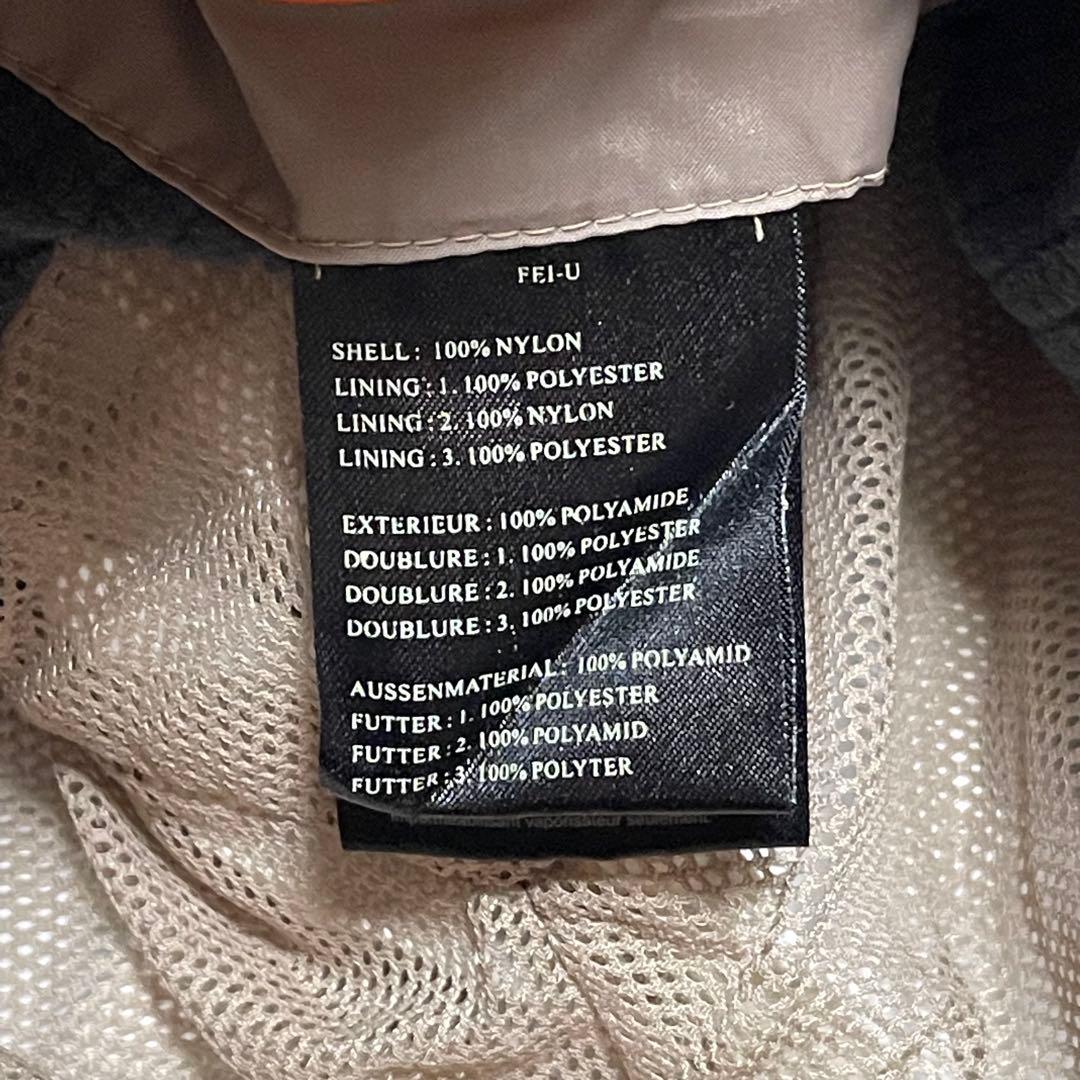 FEI-U
SHELL: 100% NYLON
LINING: 1. 100% POLYESTER
LINING: 2. 100% NYLON
LINING: 3. 100% POLYESTER
EXTERIEUR: 100% POLYAMIDE
DOUBLURE: 1. 100% POLYESTER
DOUBLURE: 2. 100% POLYAMIDE
DOUBLURE: 3. 100% POLYESTER
AUSSENMATERIAL: 100% POLYAMID
FUTTER: 1. 100% POLYESTER
FUTTER: 2. 100% POLYAMID
FUTTER: 3. 100% POLYTER
vaporisateur seulement